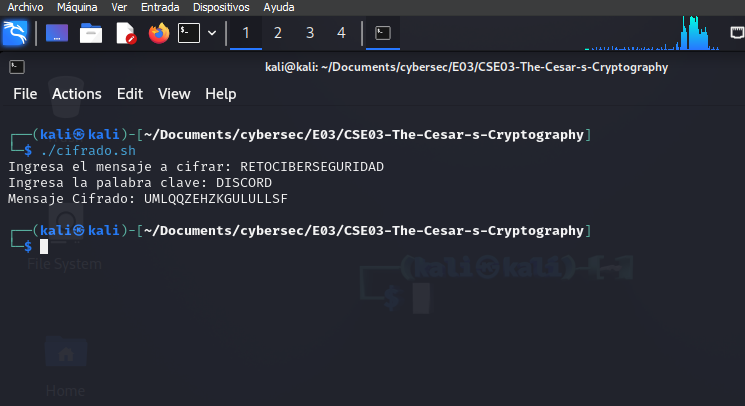 Archivo Máquina Ver Entrada Dispositivos Ayuda
1 2 3 4
kali@kali: ~/Documents/cybersec/E03/CSE03-The-Cesar-s-Cryptography
File Actions Edit View Help
┌──(kali㉿kali)-[~/Documents/cybersec/E03/CSE03-The-Cesar-s-Cryptography]
└─$ ./cifrado.sh
Ingresa el mensaje a cifrar: RETOCIBERSEGURIDAD
Ingresa la palabra clave: DISCORD
Mensaje Cifrado: UMLQQZEHZKGULULLSF
┌──(kali㉿kali)-[~/Documents/cybersec/E03/CSE03-The-Cesar-s-Cryptography]
└─$
File System
┌──(kali㉿kali)-[~]
└─$
Home